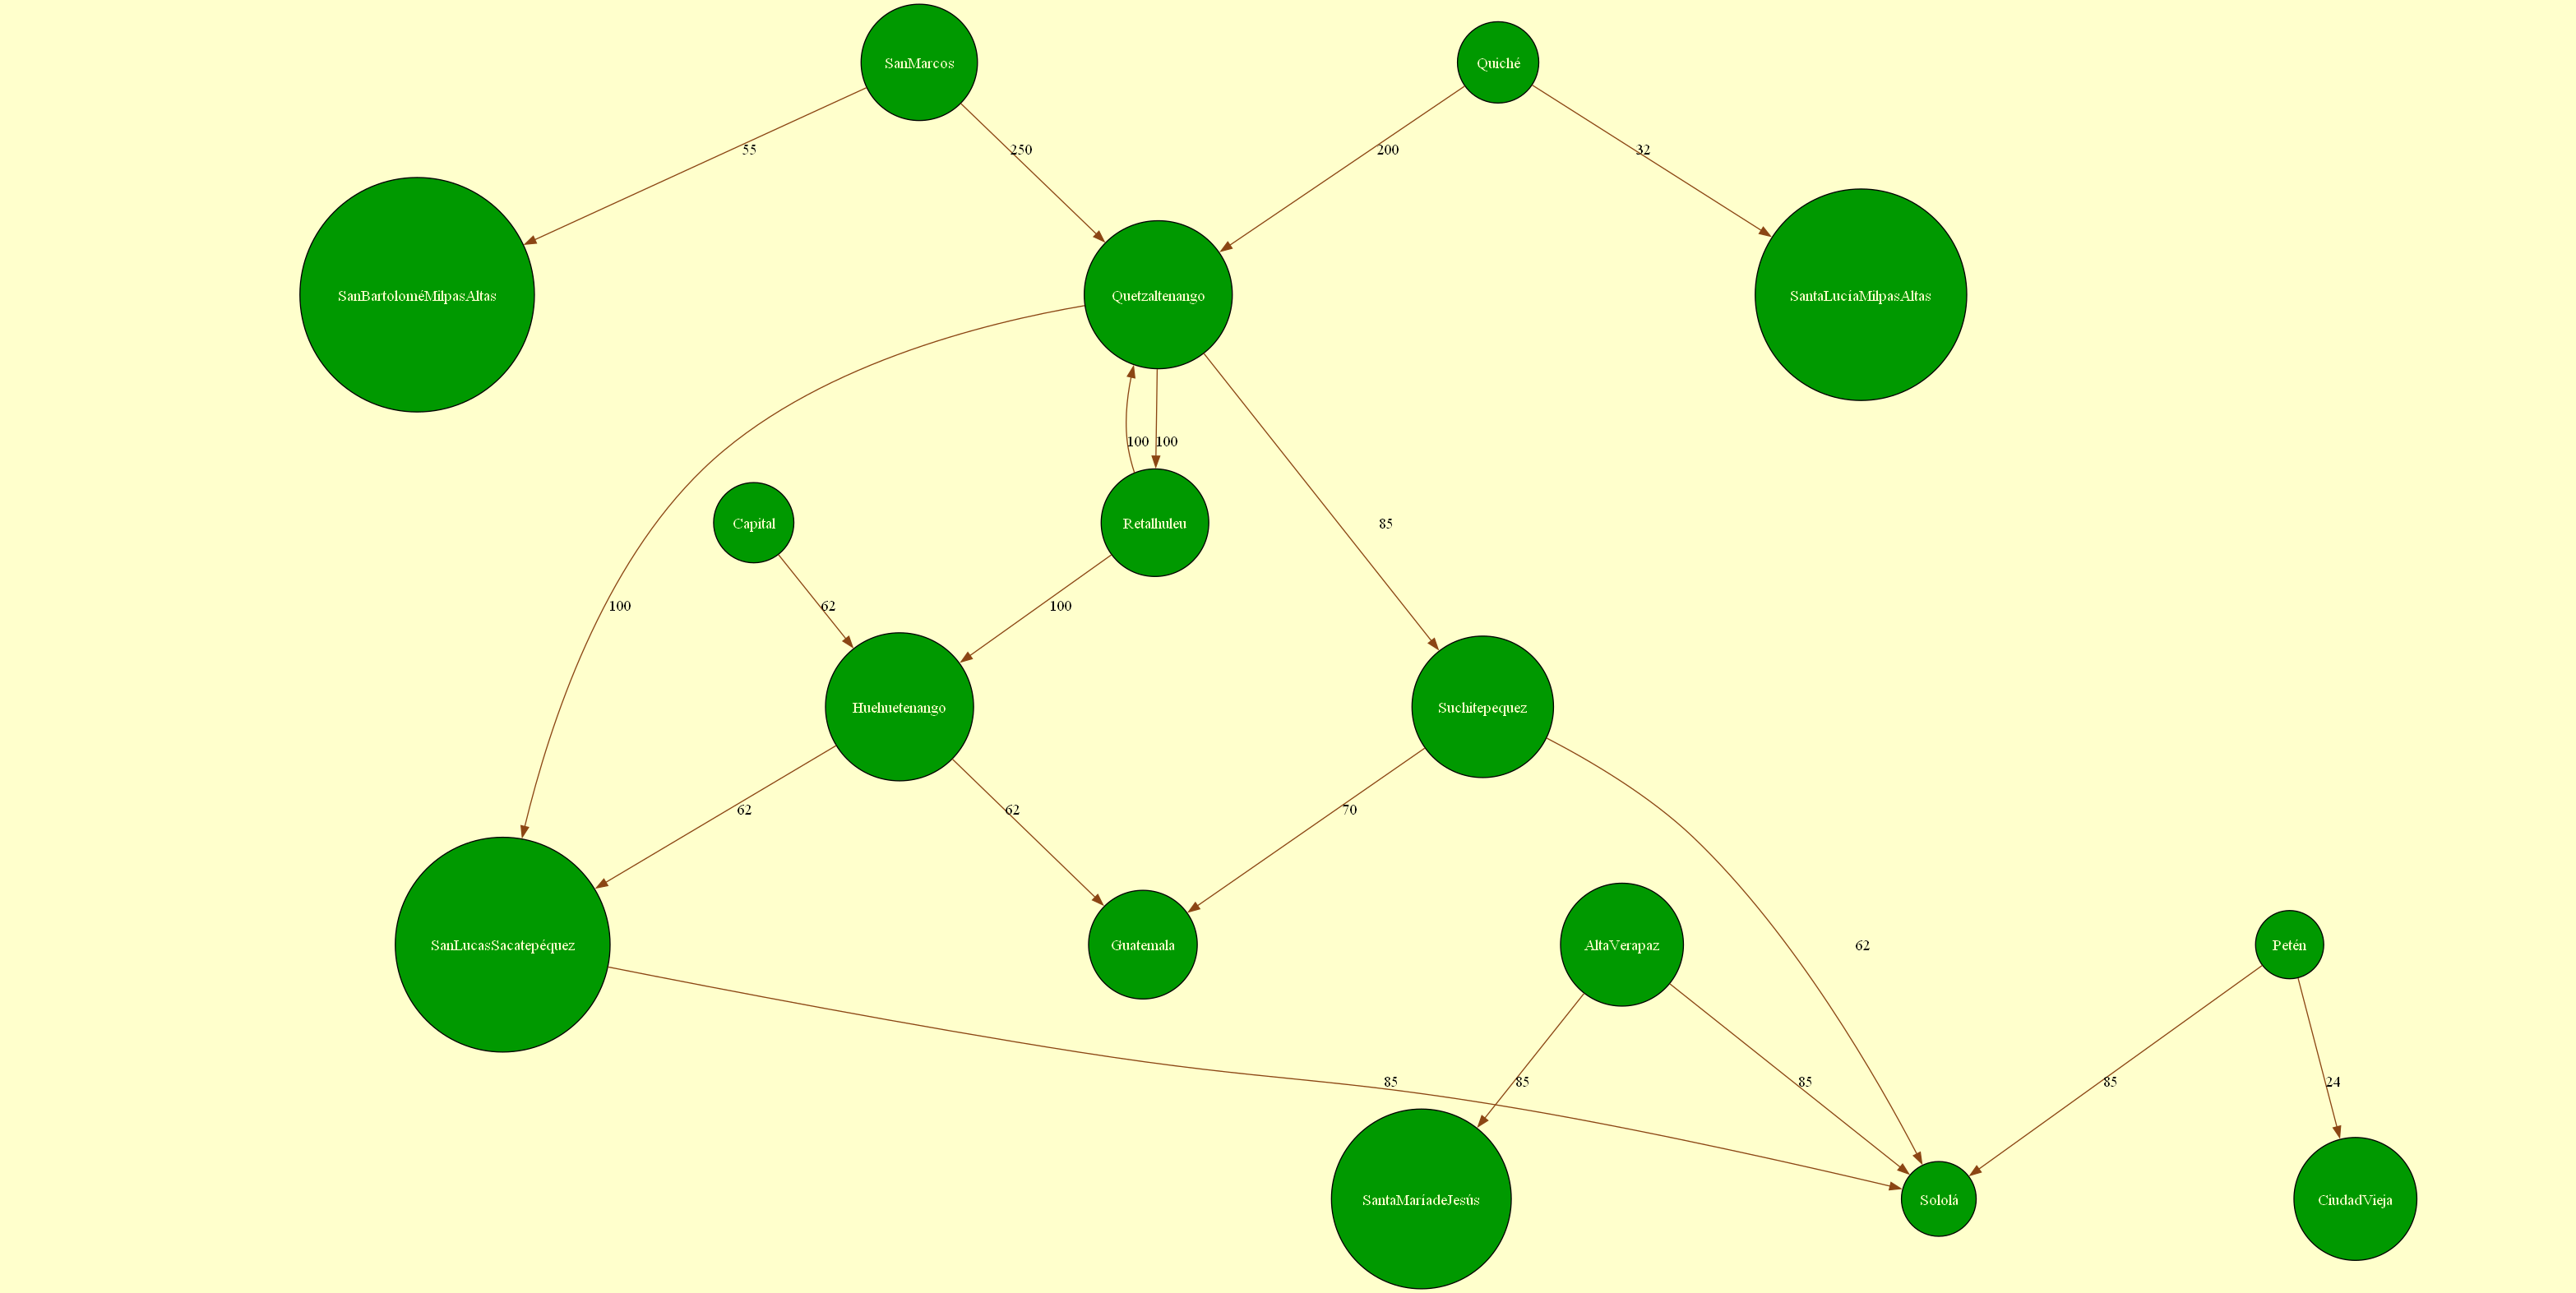 SanMarcos
Quiché
55
250
200
32
SanBartoloméMilpasAltas
Quetzaltenango
SantaLucíaMilpasAltas
100
100
Capital
Retalhuleu
85
100
62
100
Huehuetenango
Suchitepequez
62
62
70
SanLucasSacatepéquez
Guatemala
AltaVerapaz
62
Petén
85
85
85
85
24
SantaMaríadeJesús
Sololá
CiudadVieja